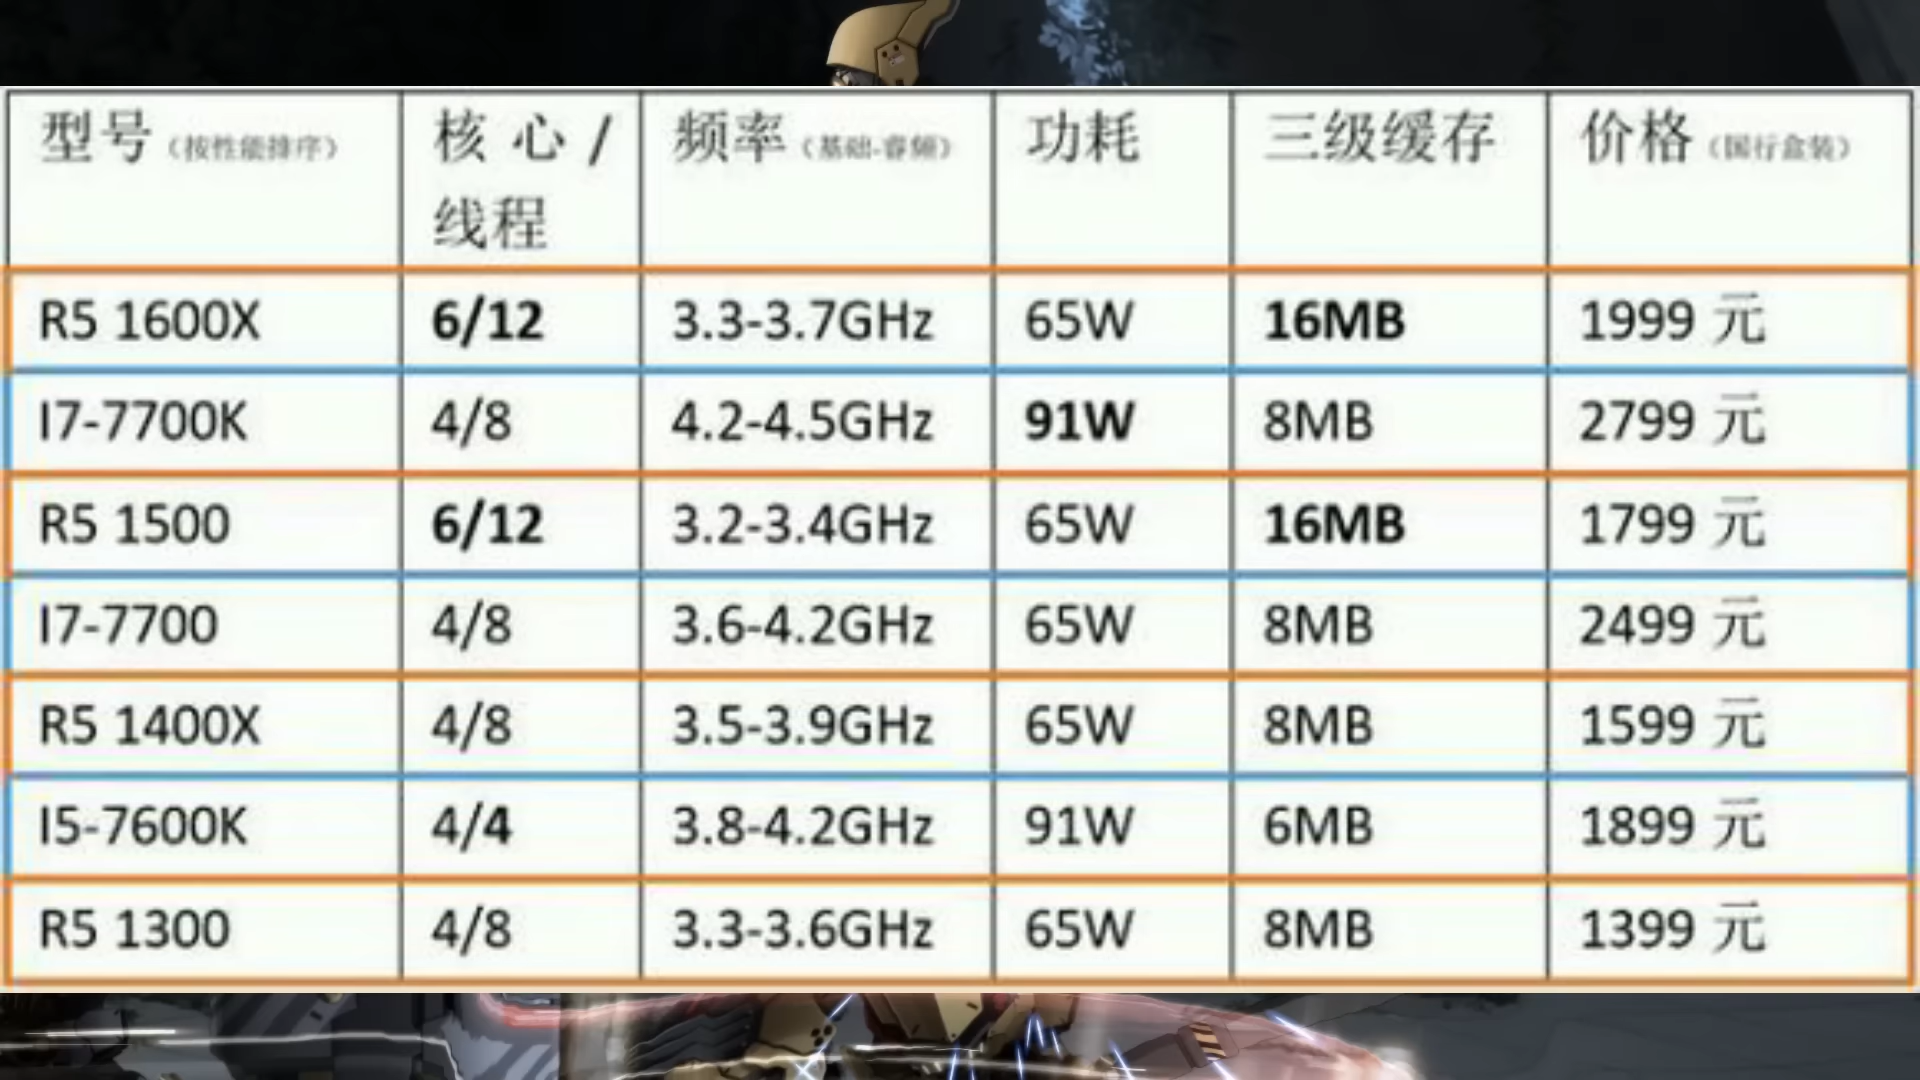 型号（按性能排序） 核 心 / 频率（基础-睿频） 功耗 三级缓存 价格（国行盒装）
线程
R5 1600X 6/12 3.3-3.7GHz 65W 16MB 1999 元
I7-7700K 4/8 4.2-4.5GHz 91W 8MB 2799 元
R5 1500 6/12 3.2-3.4GHz 65W 16MB 1799 元
I7-7700 4/8 3.6-4.2GHz 65W 8MB 2499 元
R5 1400X 4/8 3.5-3.9GHz 65W 8MB 1599 元
I5-7600K 4/4 3.8-4.2GHz 91W 6MB 1899 元
R5 1300 4/8 3.3-3.6GHz 65W 8MB 1399 元